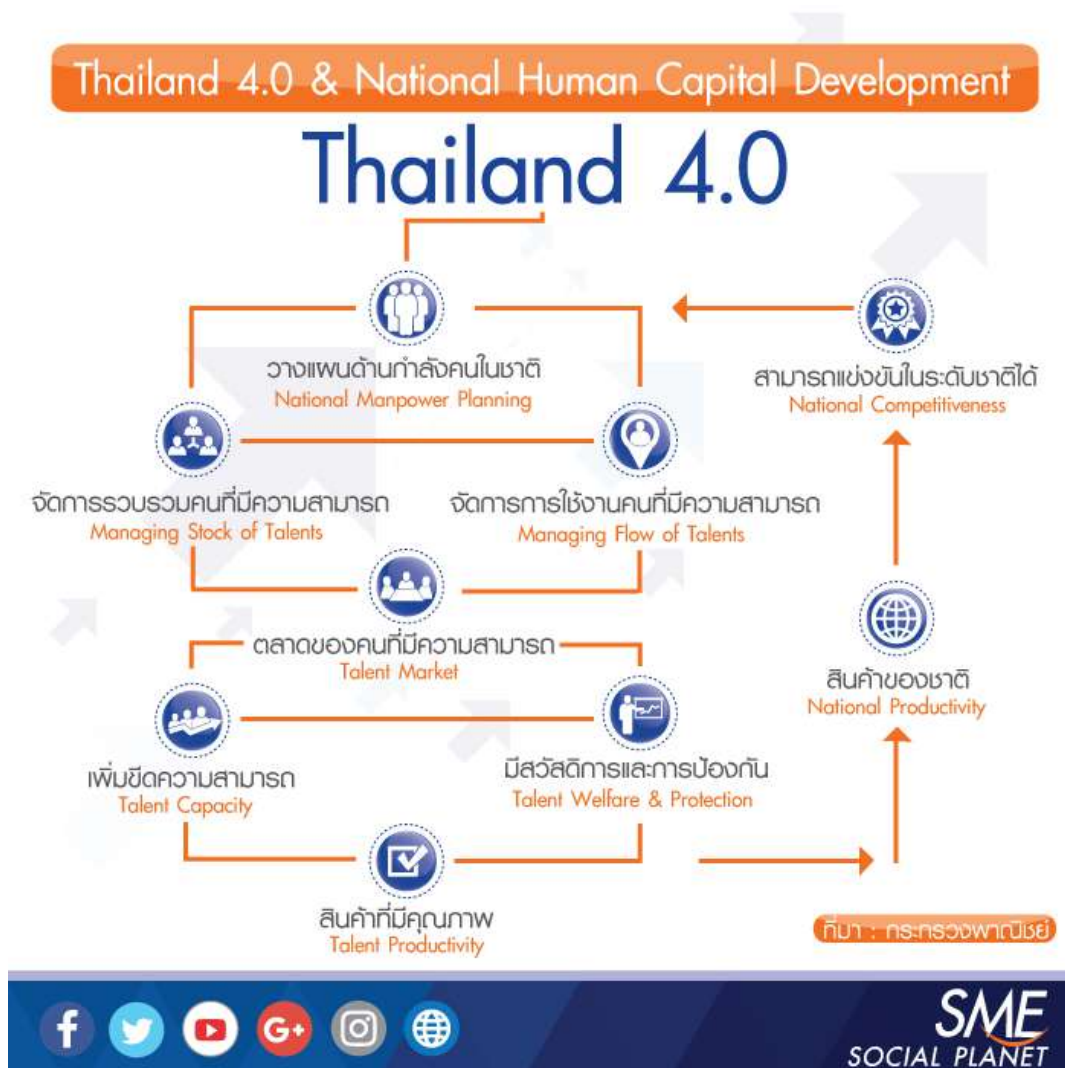 Thailand 4.0 & National Human Capital Development
Thailand 4.0
วางแผนด้านกำลังคนในชาติ
National Manpower Planning
สามารถแข่งขันในระดับชาติได้
National Competitiveness
จัดการรวบรวมคนที่มีความสามารถ
Managing Stock of Talents
จัดการการใช้งานคนที่มีความสามารถ
Managing Flow of Talents
ตลาดของคนที่มีความสามารถ
Talent Market
สินค้าของชาติ
National Productivity
เพิ่มขีดความสามารถ
Talent Capacity
มีสวัสดิการและการป้องกัน
Talent Welfare & Protection
สินค้าที่มีคุณภาพ
Talent Productivity
ที่มา : กระทรวงพาณิชย์
f
G+
SME
SOCIAL PLANET